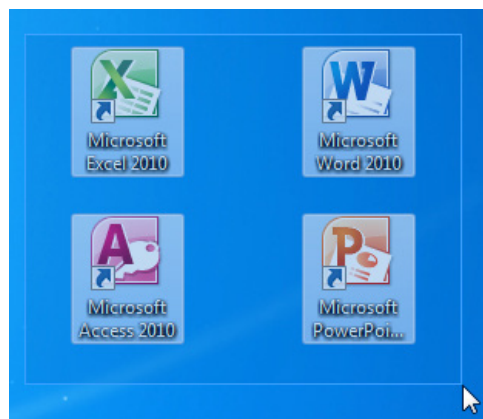 X
W
Microsoft
Excel 2010
Microsoft
Word 2010
A
P
Microsoft
Access 2010
Microsoft
PowerPoi...